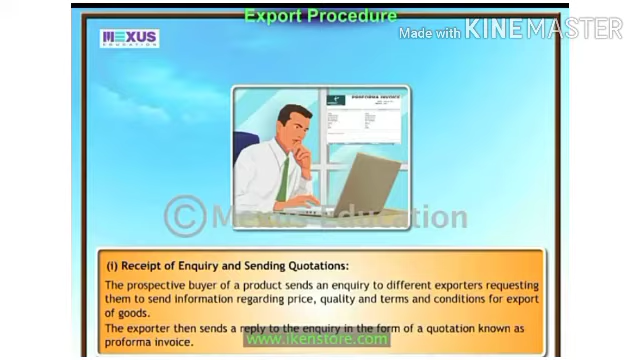 Export Procedure
Made with KINEMASTER
MEXUS
EDUCATION
PROFORMA INVOICE
© Mexus Education
(i) Receipt of Enquiry and Sending Quotations:
The prospective buyer of a product sends an enquiry to different exporters requesting
them to send information regarding price, quality and terms and conditions for export
of goods.
The exporter then sends a reply to the enquiry in the form of a quotation known as
proforma invoice.
www.ikenstore.com